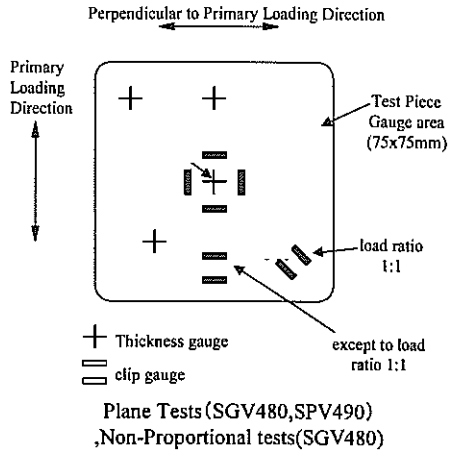 Perpendicular to Primary Loading Direction
Primary
Loading
Direction
Test Piece
Gauge area
(75x75mm)
load ratio
1:1
Thickness gauge
clip gauge
except to load
ratio 1:1
Plane Tests(SGV480,SPV490)
,Non-Proportional tests(SGV480)